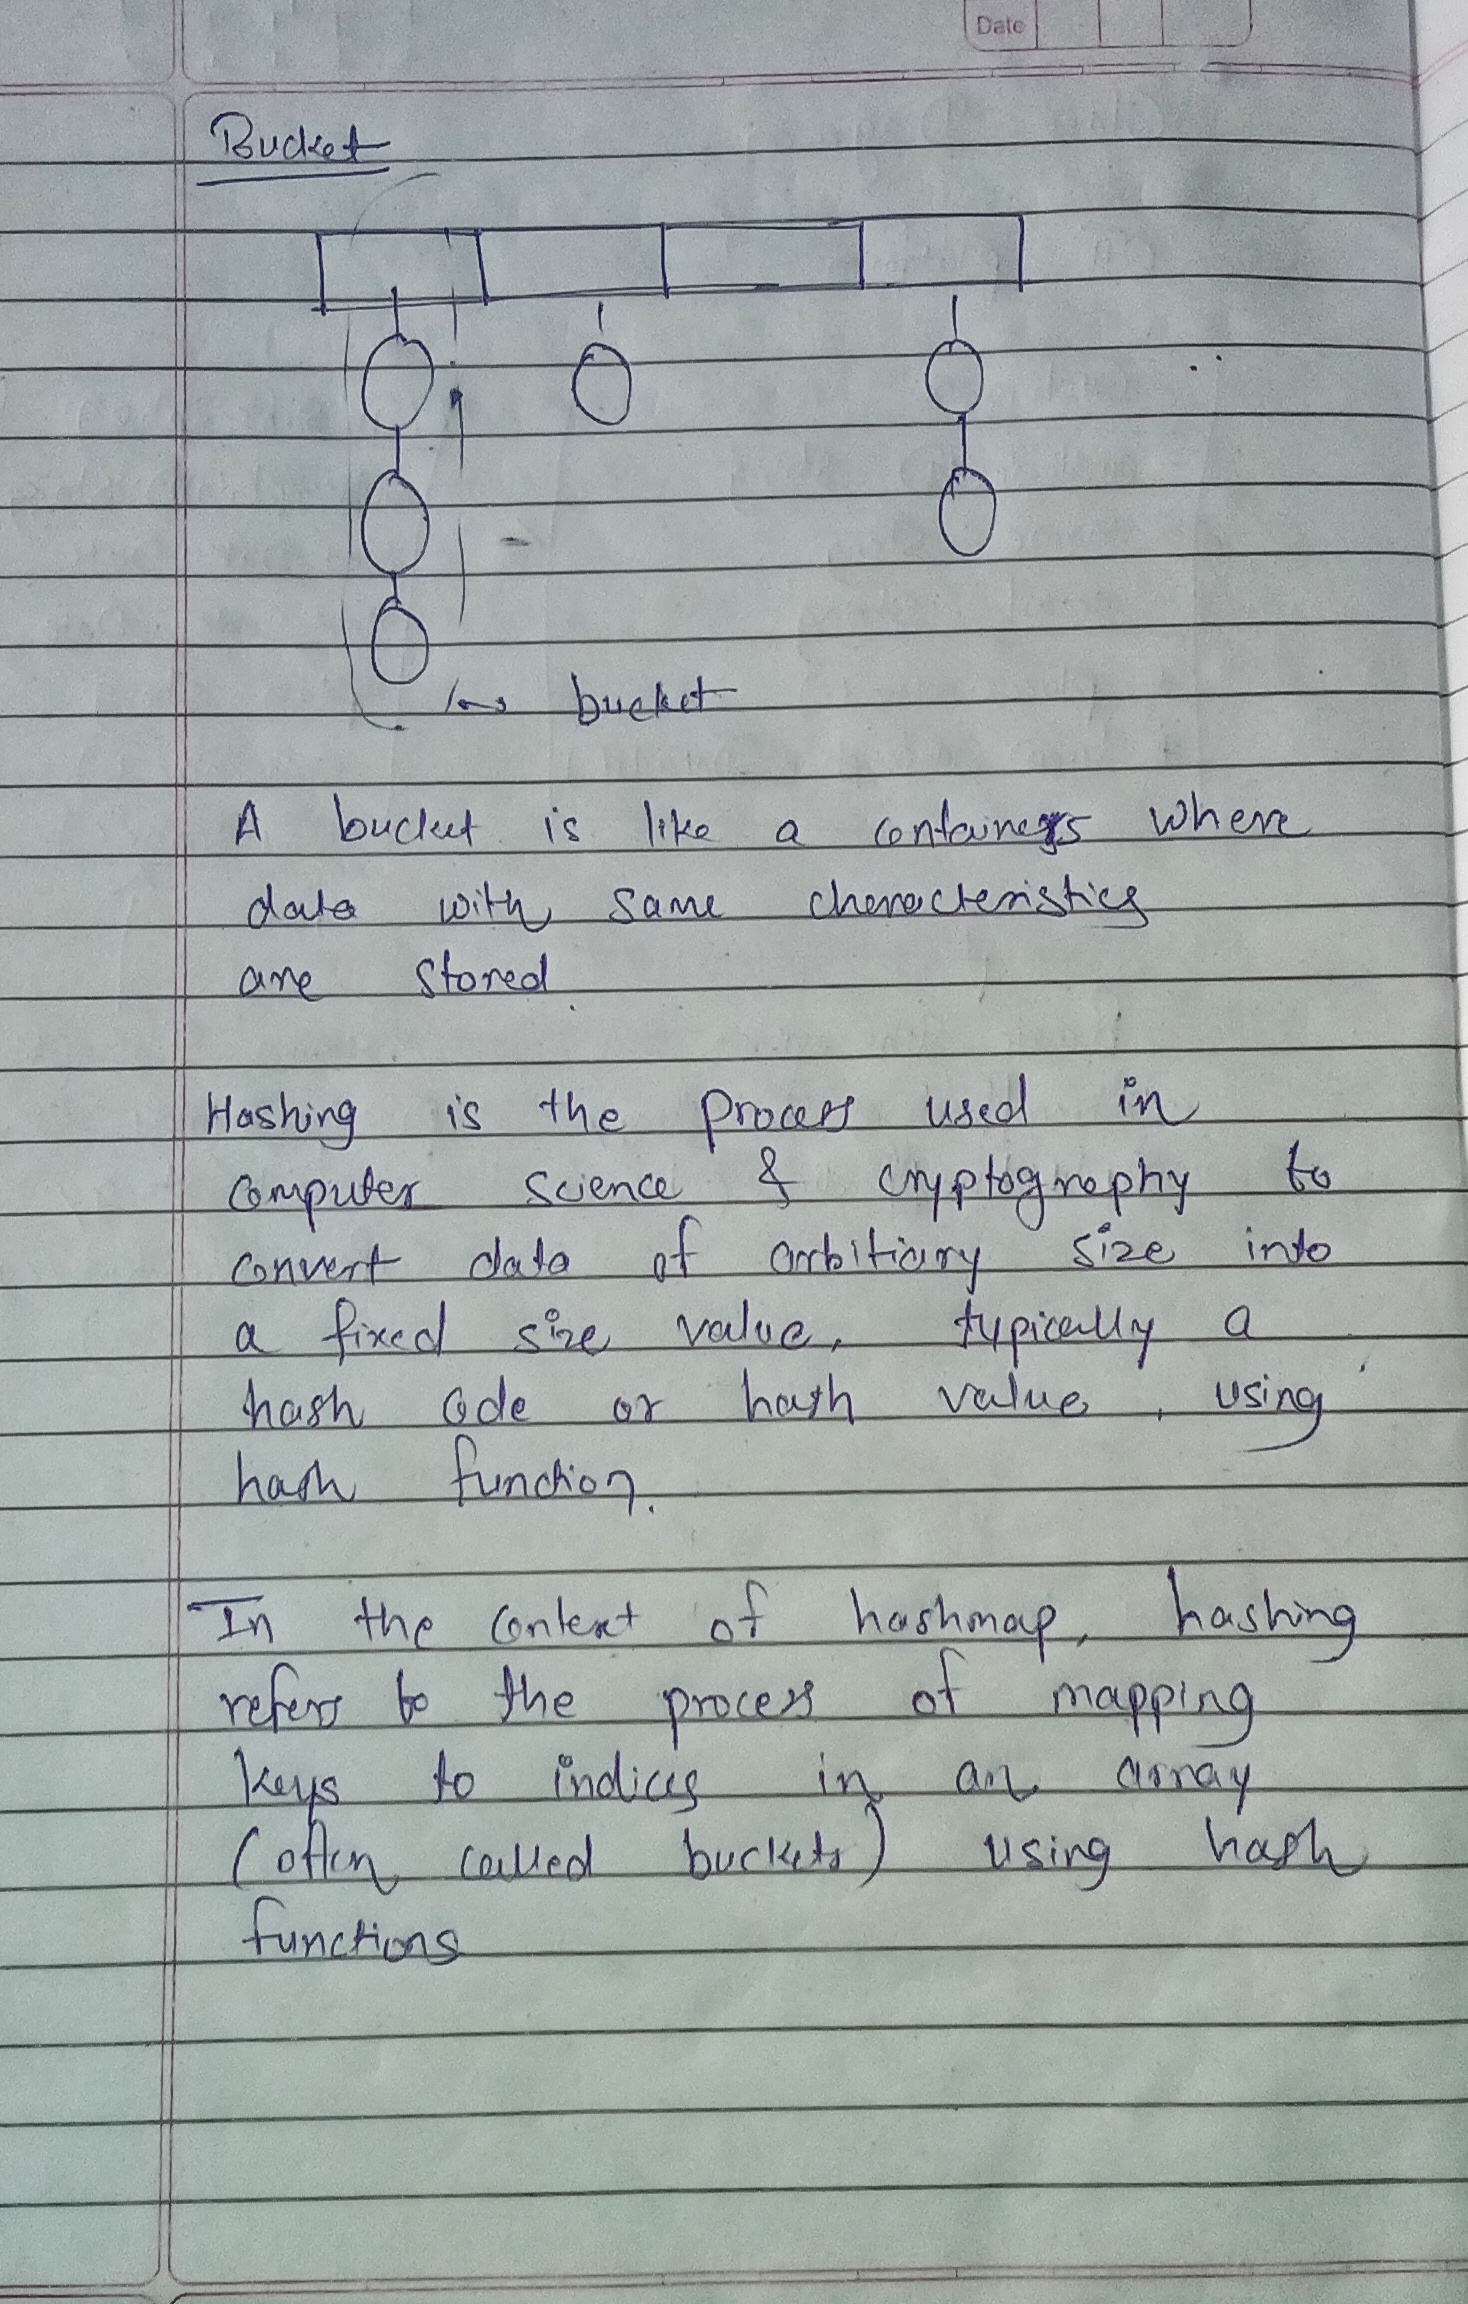 Date
Bucket
bucket
A bucket is like a containers where
data with same characteristics
are stored
Hashing is the process used in
computer science & cryptography to
convert data of arbitiary size into
a fixed size value, typically a
hash code or hash value, using
hash function.
In the context of hashmap, hashing
refers to the process of mapping
keys to indices in an array
(often called buckets) using hash
functions